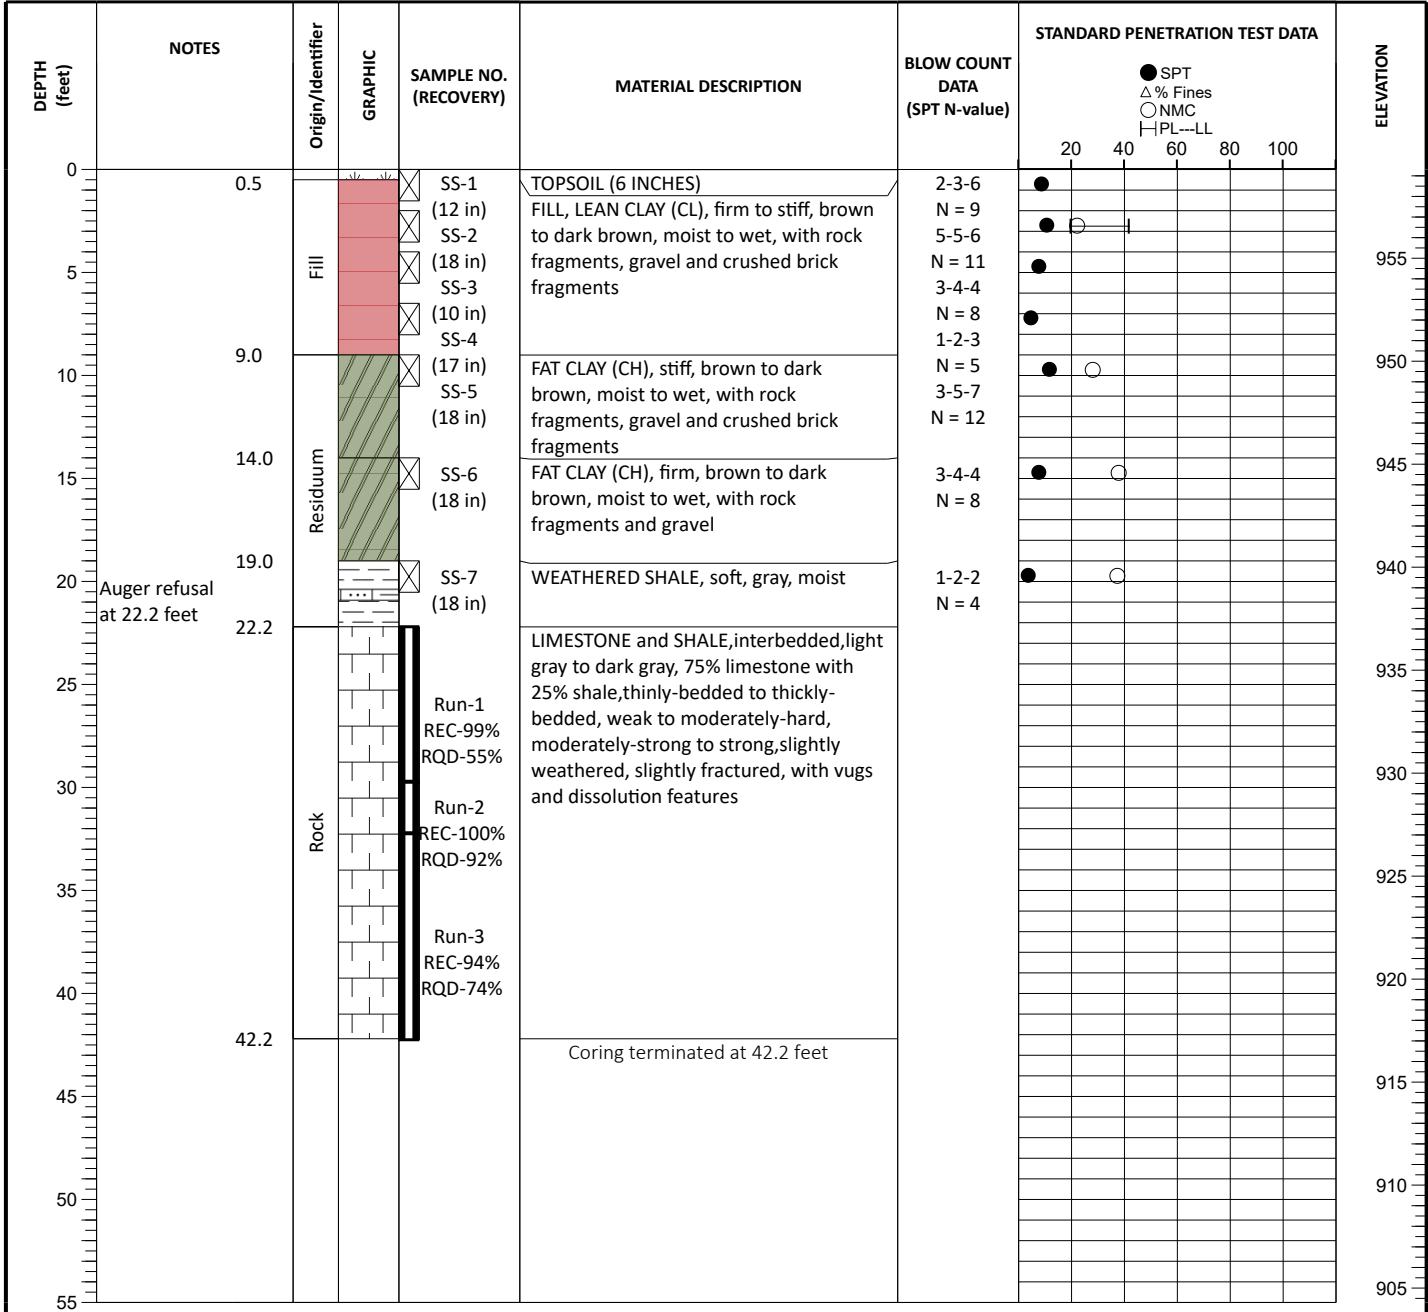 DEPTH
(feet)
NOTES
Origin/Identifier
GRAPHIC
SAMPLE NO.
(RECOVERY)
MATERIAL DESCRIPTION
BLOW COUNT
DATA
(SPT N-value)
STANDARD PENETRATION TEST DATA
SPT
% Fines
NMC
PL---LL
20 40 60 80 100
ELEVATION
0
5
10
15
20
25
30
35
40
45
50
55
0.5
9.0
14.0
19.0
Auger refusal
at 22.2 feet
22.2
42.2
Fill
Residuum
Rock
SS-1
(12 in)
SS-2
(18 in)
SS-3
(10 in)
SS-4
(17 in)
SS-5
(18 in)
SS-6
(18 in)
SS-7
(18 in)
Run-1
REC-99%
RQD-55%
Run-2
REC-100%
RQD-92%
Run-3
REC-94%
RQD-74%
TOPSOIL (6 INCHES)
FILL, LEAN CLAY (CL), firm to stiff, brown
to dark brown, moist to wet, with rock
fragments, gravel and crushed brick
fragments
FAT CLAY (CH), stiff, brown to dark
brown, moist to wet, with rock
fragments, gravel and crushed brick
fragments
FAT CLAY (CH), firm, brown to dark
brown, moist to wet, with rock
fragments and gravel
WEATHERED SHALE, soft, gray, moist
LIMESTONE and SHALE,interbedded,light
gray to dark gray, 75% limestone with
25% shale,thinly-bedded to thickly-
bedded, weak to moderately-hard,
moderately-strong to strong,slightly
weathered, slightly fractured, with vugs
and dissolution features
Coring terminated at 42.2 feet
2-3-6
N = 9
5-5-6
N = 11
3-4-4
N = 8
1-2-3
N = 5
3-5-7
N = 12
3-4-4
N = 8
1-2-2
N = 4
955
950
945
940
935
930
925
920
915
910
905